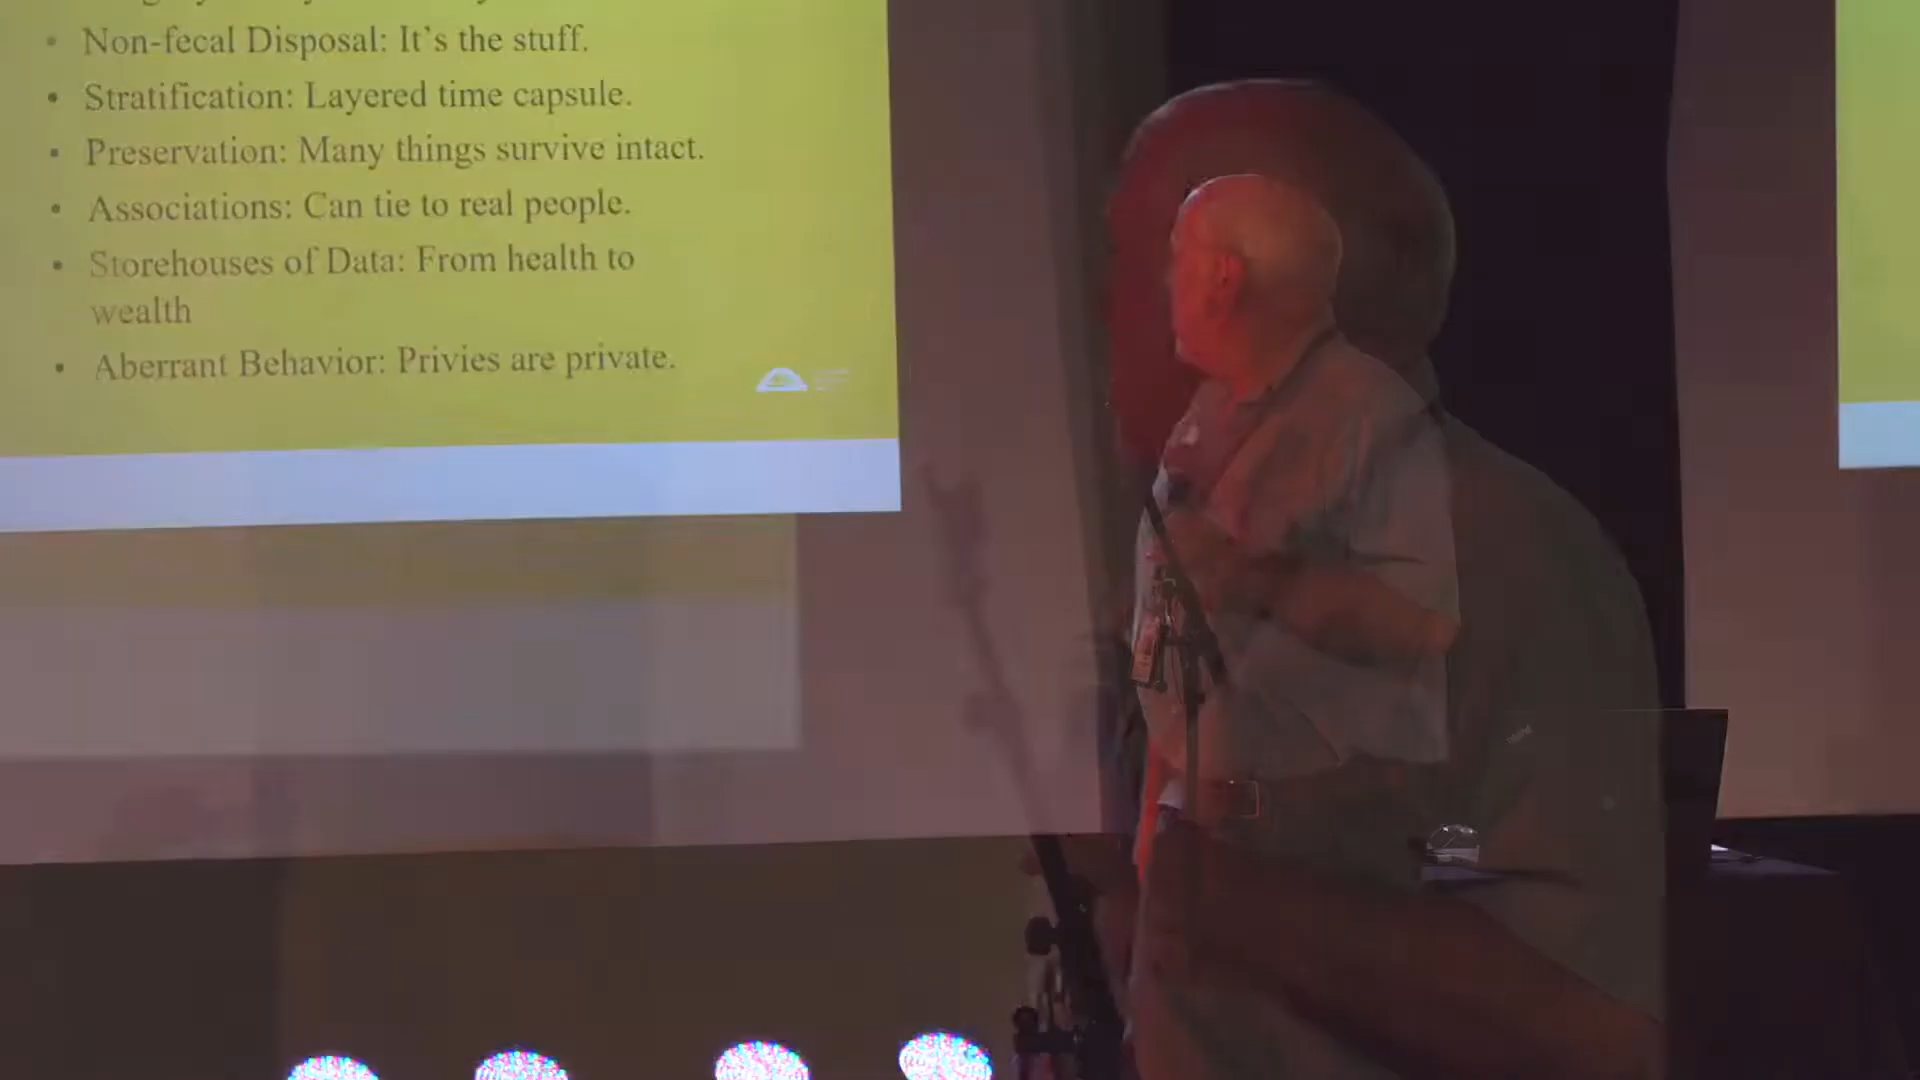 • Non-fecal Disposal: It's the stuff.
• Stratification: Layered time capsule.
• Preservation: Many things survive intact.
• Associations: Can tie to real people.
• Storehouses of Data: From health to
wealth
• Aberrant Behavior: Privies are private.